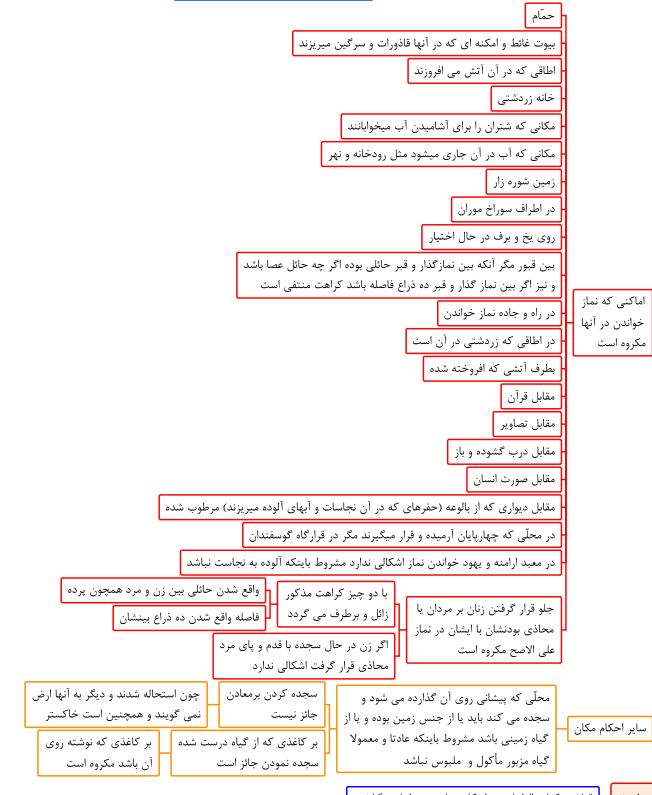 اماکنی که نماز
خواندن در آنها
مکروه است
حمّام
بیوت غائط و امکنه ای که در آنها قاذورات و سرگین میریزند
اطاقی که در آن آتش می افروزند
خانه زردشتی
مکانی که شتران را برای آشامیدن آب میخوابانند
مکانی که آب در آن جاری میشود مثل رودخانه و نهر
زمین شوره زار
در اطراف سوراخ موران
روی یخ و برف در حال اختیار
بین قبور مگر آنکه بین نمازگذار و قبر حائلی بوده اگر چه حائل عصا باشد
و نیز اگر بین نماز گذار و قبر ده ذراع فاصله باشد کراهت منتفی است
در راه و جاده نماز خواندن
در اطاقی که زردشتی در آن است
بطرف آتشی که افروخته شده
مقابل قرآن
مقابل تصاویر
مقابل درب گشوده و باز
مقابل صورت انسان
مقابل دیواری که از بالوعه (حفرهای که در آن نجاسات و آبهای آلوده میریزند) مرطوب شده
در محلّی که چهارپایان آرمیده و قرار میگیرند مگر در قرارگاه گوسفندان
در معبد ارامنه و یهود خواندن نماز اشکالی ندارد مشروط باینکه آلوده به نجاست نباشد
جلو قرار گرفتن زنان بر مردان یا
محاذی بودنشان با ایشان در نماز
علی الاصح مکروه است
با دو چیز کراهت مذکور
زائل و برطرف می گردد
واقع شدن حائلی بین زن و مرد همچون پرده
فاصله واقع شدن ده ذراع بینشان
اگر زن در حال سجده با قدم و پای مرد
محاذی قرار گرفت اشکالی ندارد
سایر احکام مکان
محلّی که پیشانی روی آن گذارده می شود و
سجده می کند باید یا از جنس زمین بوده و یا از
گیاه زمینی باشد مشروط باینکه عادتا و معمولا
گیاه مزبور مأکول و ملبوس نباشد
سجده کردن برمعادن
جائز نیست
چون استحاله شدند و دیگر به آنها ارض
نمی گویند و همچنین است خاکستر
بر کاغذی که از گیاه درست شده
سجده نمودن جائز است
بر کاغذی که نوشته روی
آن باشد مکروه است